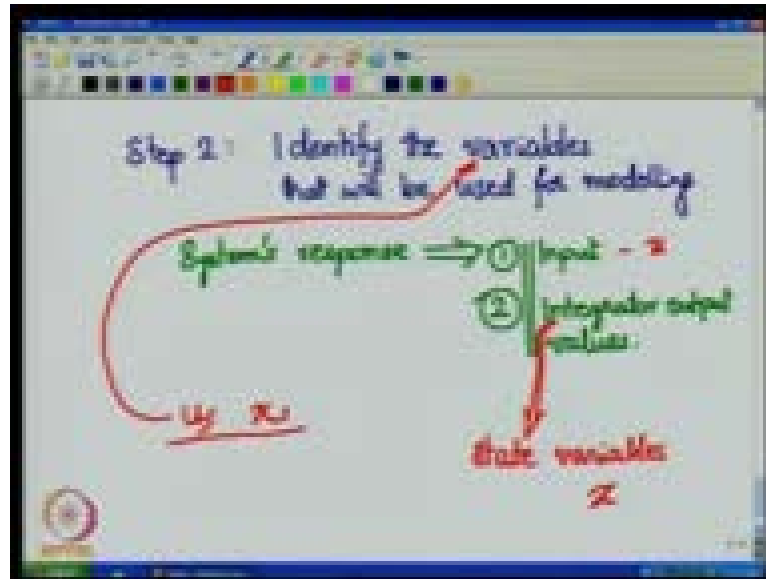 Step 2: Identify the variables
that will be used for modelling
System's response ⇒ ① Input -
② Integrator output
values.
u, x
State variables
x